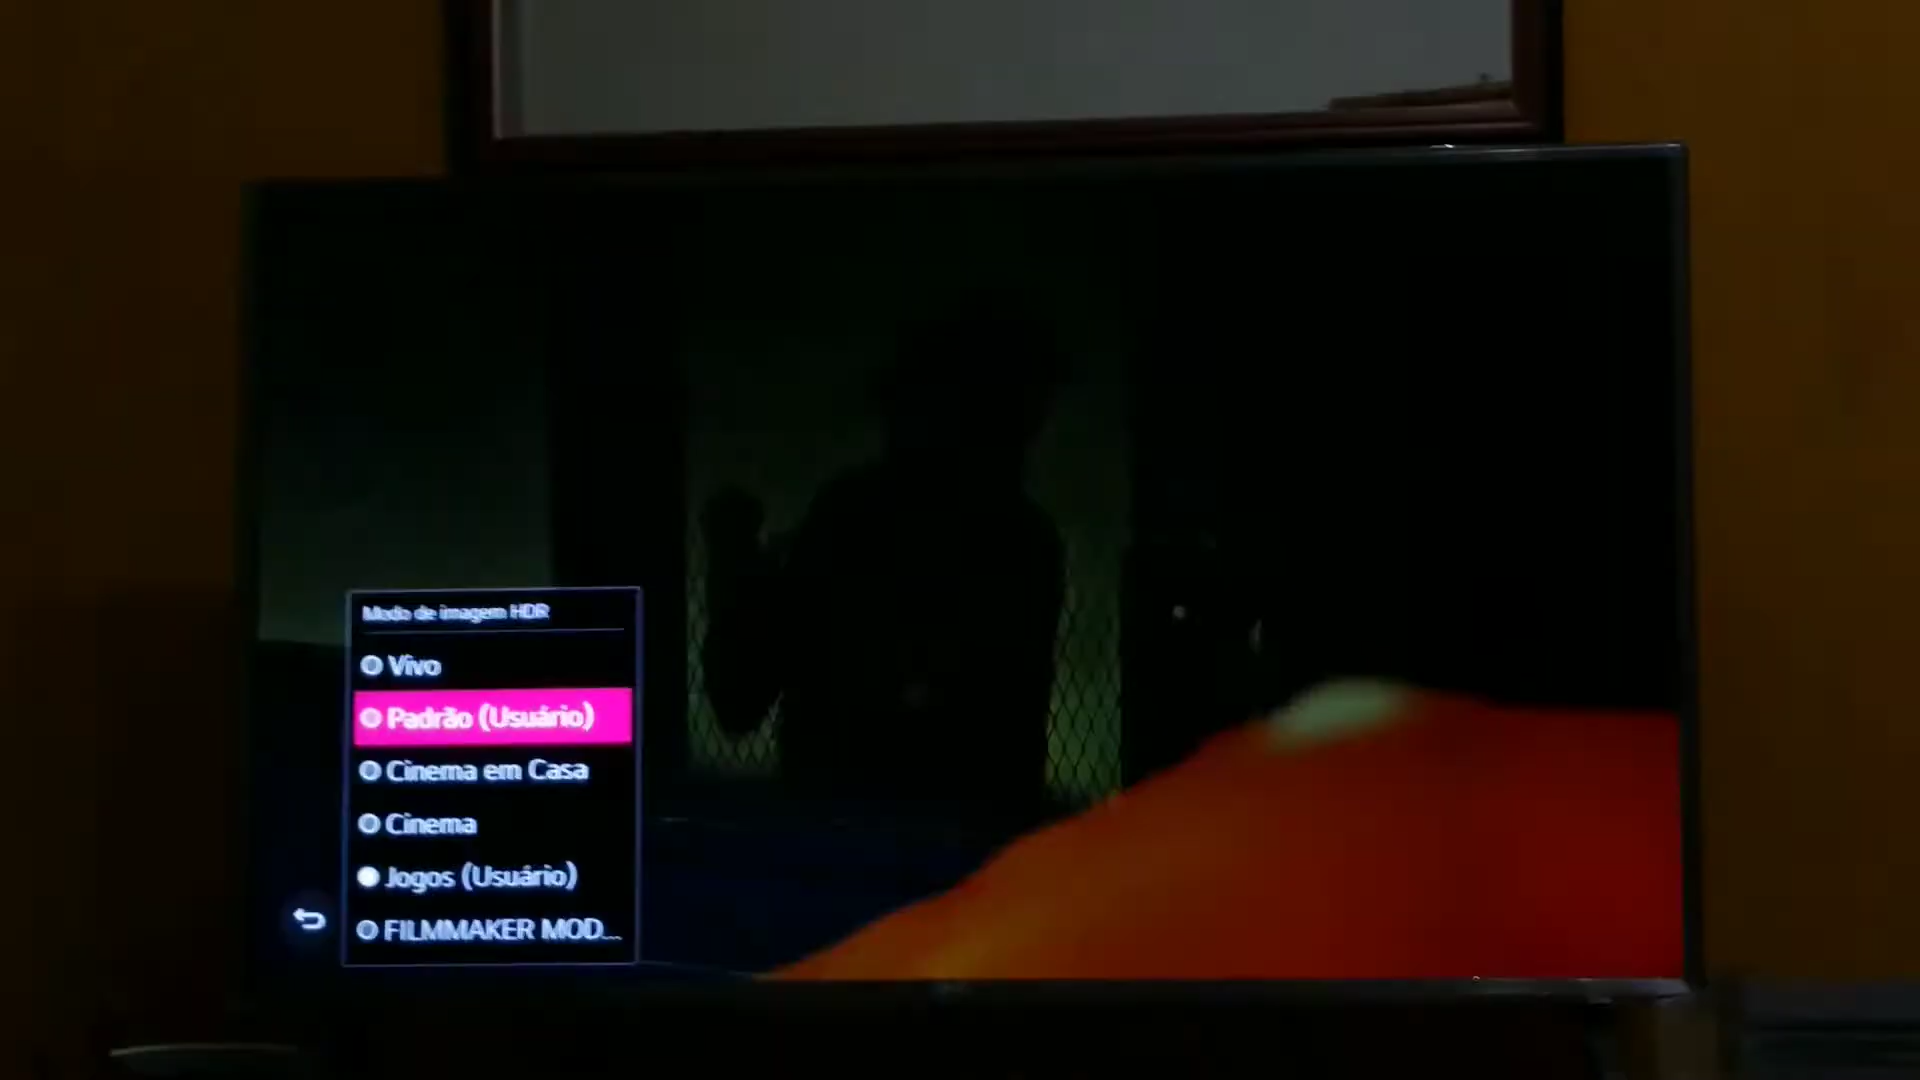 Modo de imagem HDR
Vivo
Padrão (Usuário)
Cinema em Casa
Cinema
Jogos (Usuário)
FILMMAKER MOD...